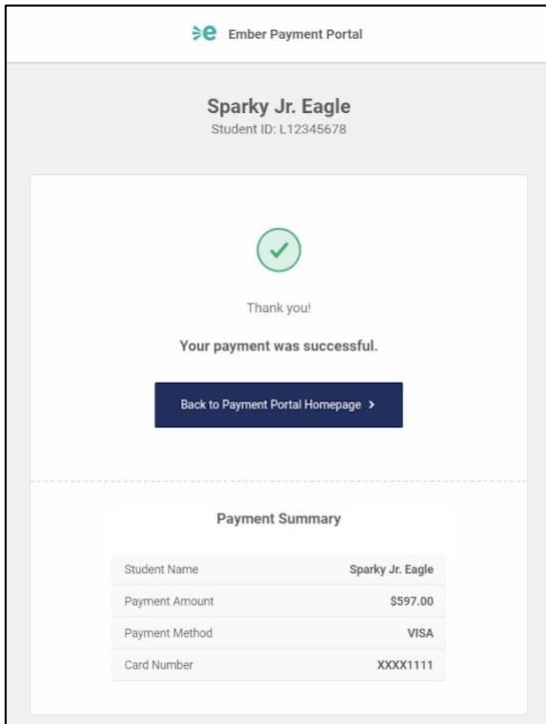 e Ember Payment Portal
Sparky Jr. Eagle
Student ID: L12345678
Thank you!
Your payment was successful.
Back to Payment Portal Homepage >
Payment Summary
Student Name Sparky Jr. Eagle
Payment Amount $597.00
Payment Method VISA
Card Number XXXX1111